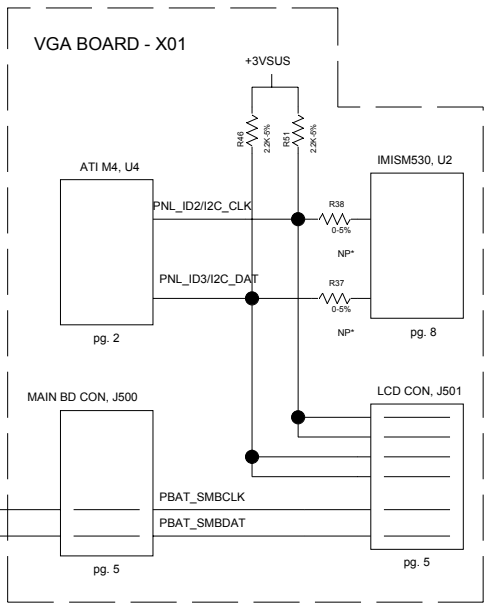 VGA BOARD - X01
+3VSUS
R46
2.2K-5%
R51
2.2K-5%
ATI M4, U4
IMISM530, U2
PNL_ID2/I2C_CLK
R38
0-5%
NP*
PNL_ID3/I2C_DAT
R37
0-5%
NP*
pg. 2
pg. 8
MAIN BD CON, J500
LCD CON, J501
PBAT_SMBCLK
PBAT_SMBDAT
pg. 5
pg. 5